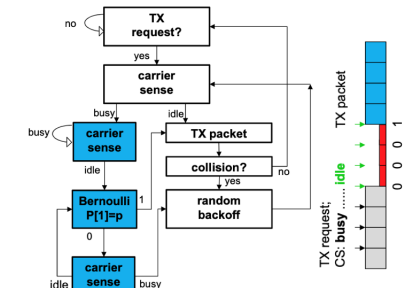 no
TX
request?
yes
carrier
sense
busy
idle
busy
carrier
sense
TX packet
idle
collision?
no
yes
Bernoulli
P[1]=p
1
random
backoff
0
carrier
sense
idle
busy
TX packet
TX request;
CS: busy ...... idle
0 0 0 1